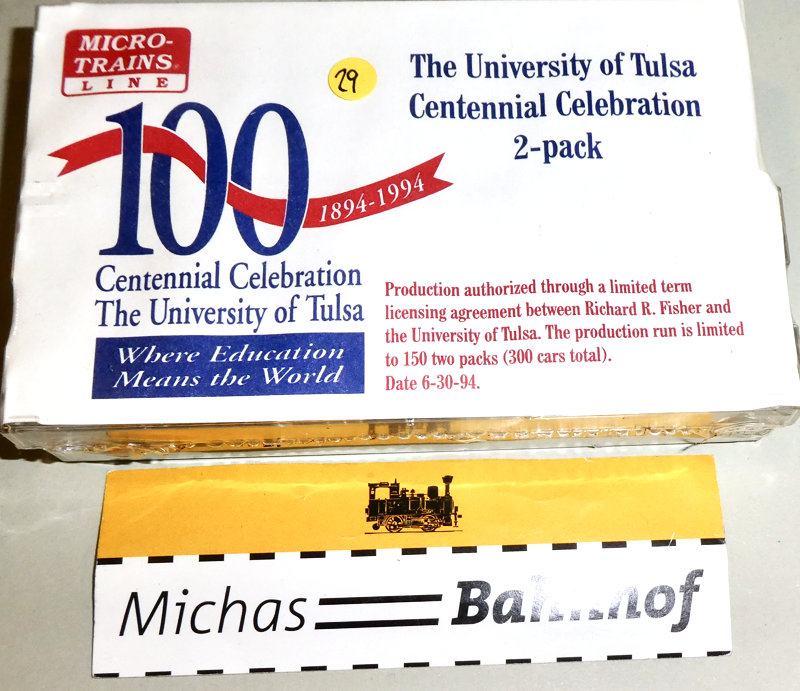 MICRO-
TRAINS®
LINE
29
The University of Tulsa
Centennial Celebration
2-pack
100
1894-1994
Centennial Celebration
The University of Tulsa
Where Education
Means the World
Production authorized through a limited term
licensing agreement between Richard R. Fisher and
the University of Tulsa. The production run is limited
to 150 two packs (300 cars total).
Date 6-30-94.
Michas Bahnhof